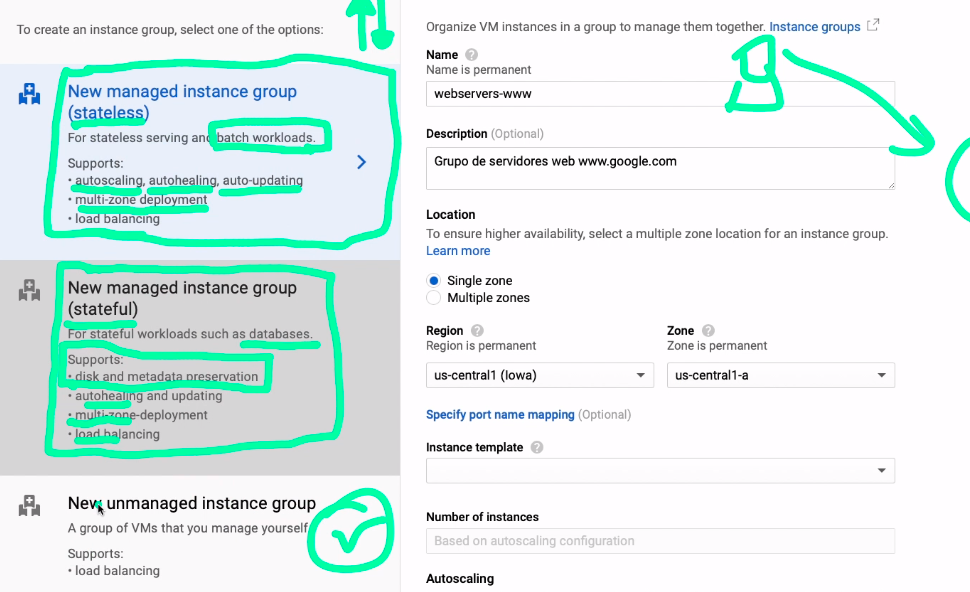 To create an instance group, select one of the options:
New managed instance group
(stateless)
For stateless serving and batch workloads.
Supports:
• autoscaling, autohealing, auto-updating
• multi-zone deployment
• load balancing
New managed instance group
(stateful)
For stateful workloads such as databases.
Supports:
• disk and metadata preservation
• autohealing and updating
• multi-zone-deployment
• load balancing
New unmanaged instance group
A group of VMs that you manage yourself
Supports:
• load balancing
Organize VM instances in a group to manage them together. Instance groups
Name
Name is permanent
webservers-www
Description (Optional)
Grupo de servidores web www.google.com
Location
To ensure higher availability, select a multiple zone location for an instance group.
Learn more
Single zone
Multiple zones
Region
Region is permanent
us-central1 (Iowa)
Zone
Zone is permanent
us-central1-a
Specify port name mapping (Optional)
Instance template
Number of instances
Based on autoscaling configuration
Autoscaling